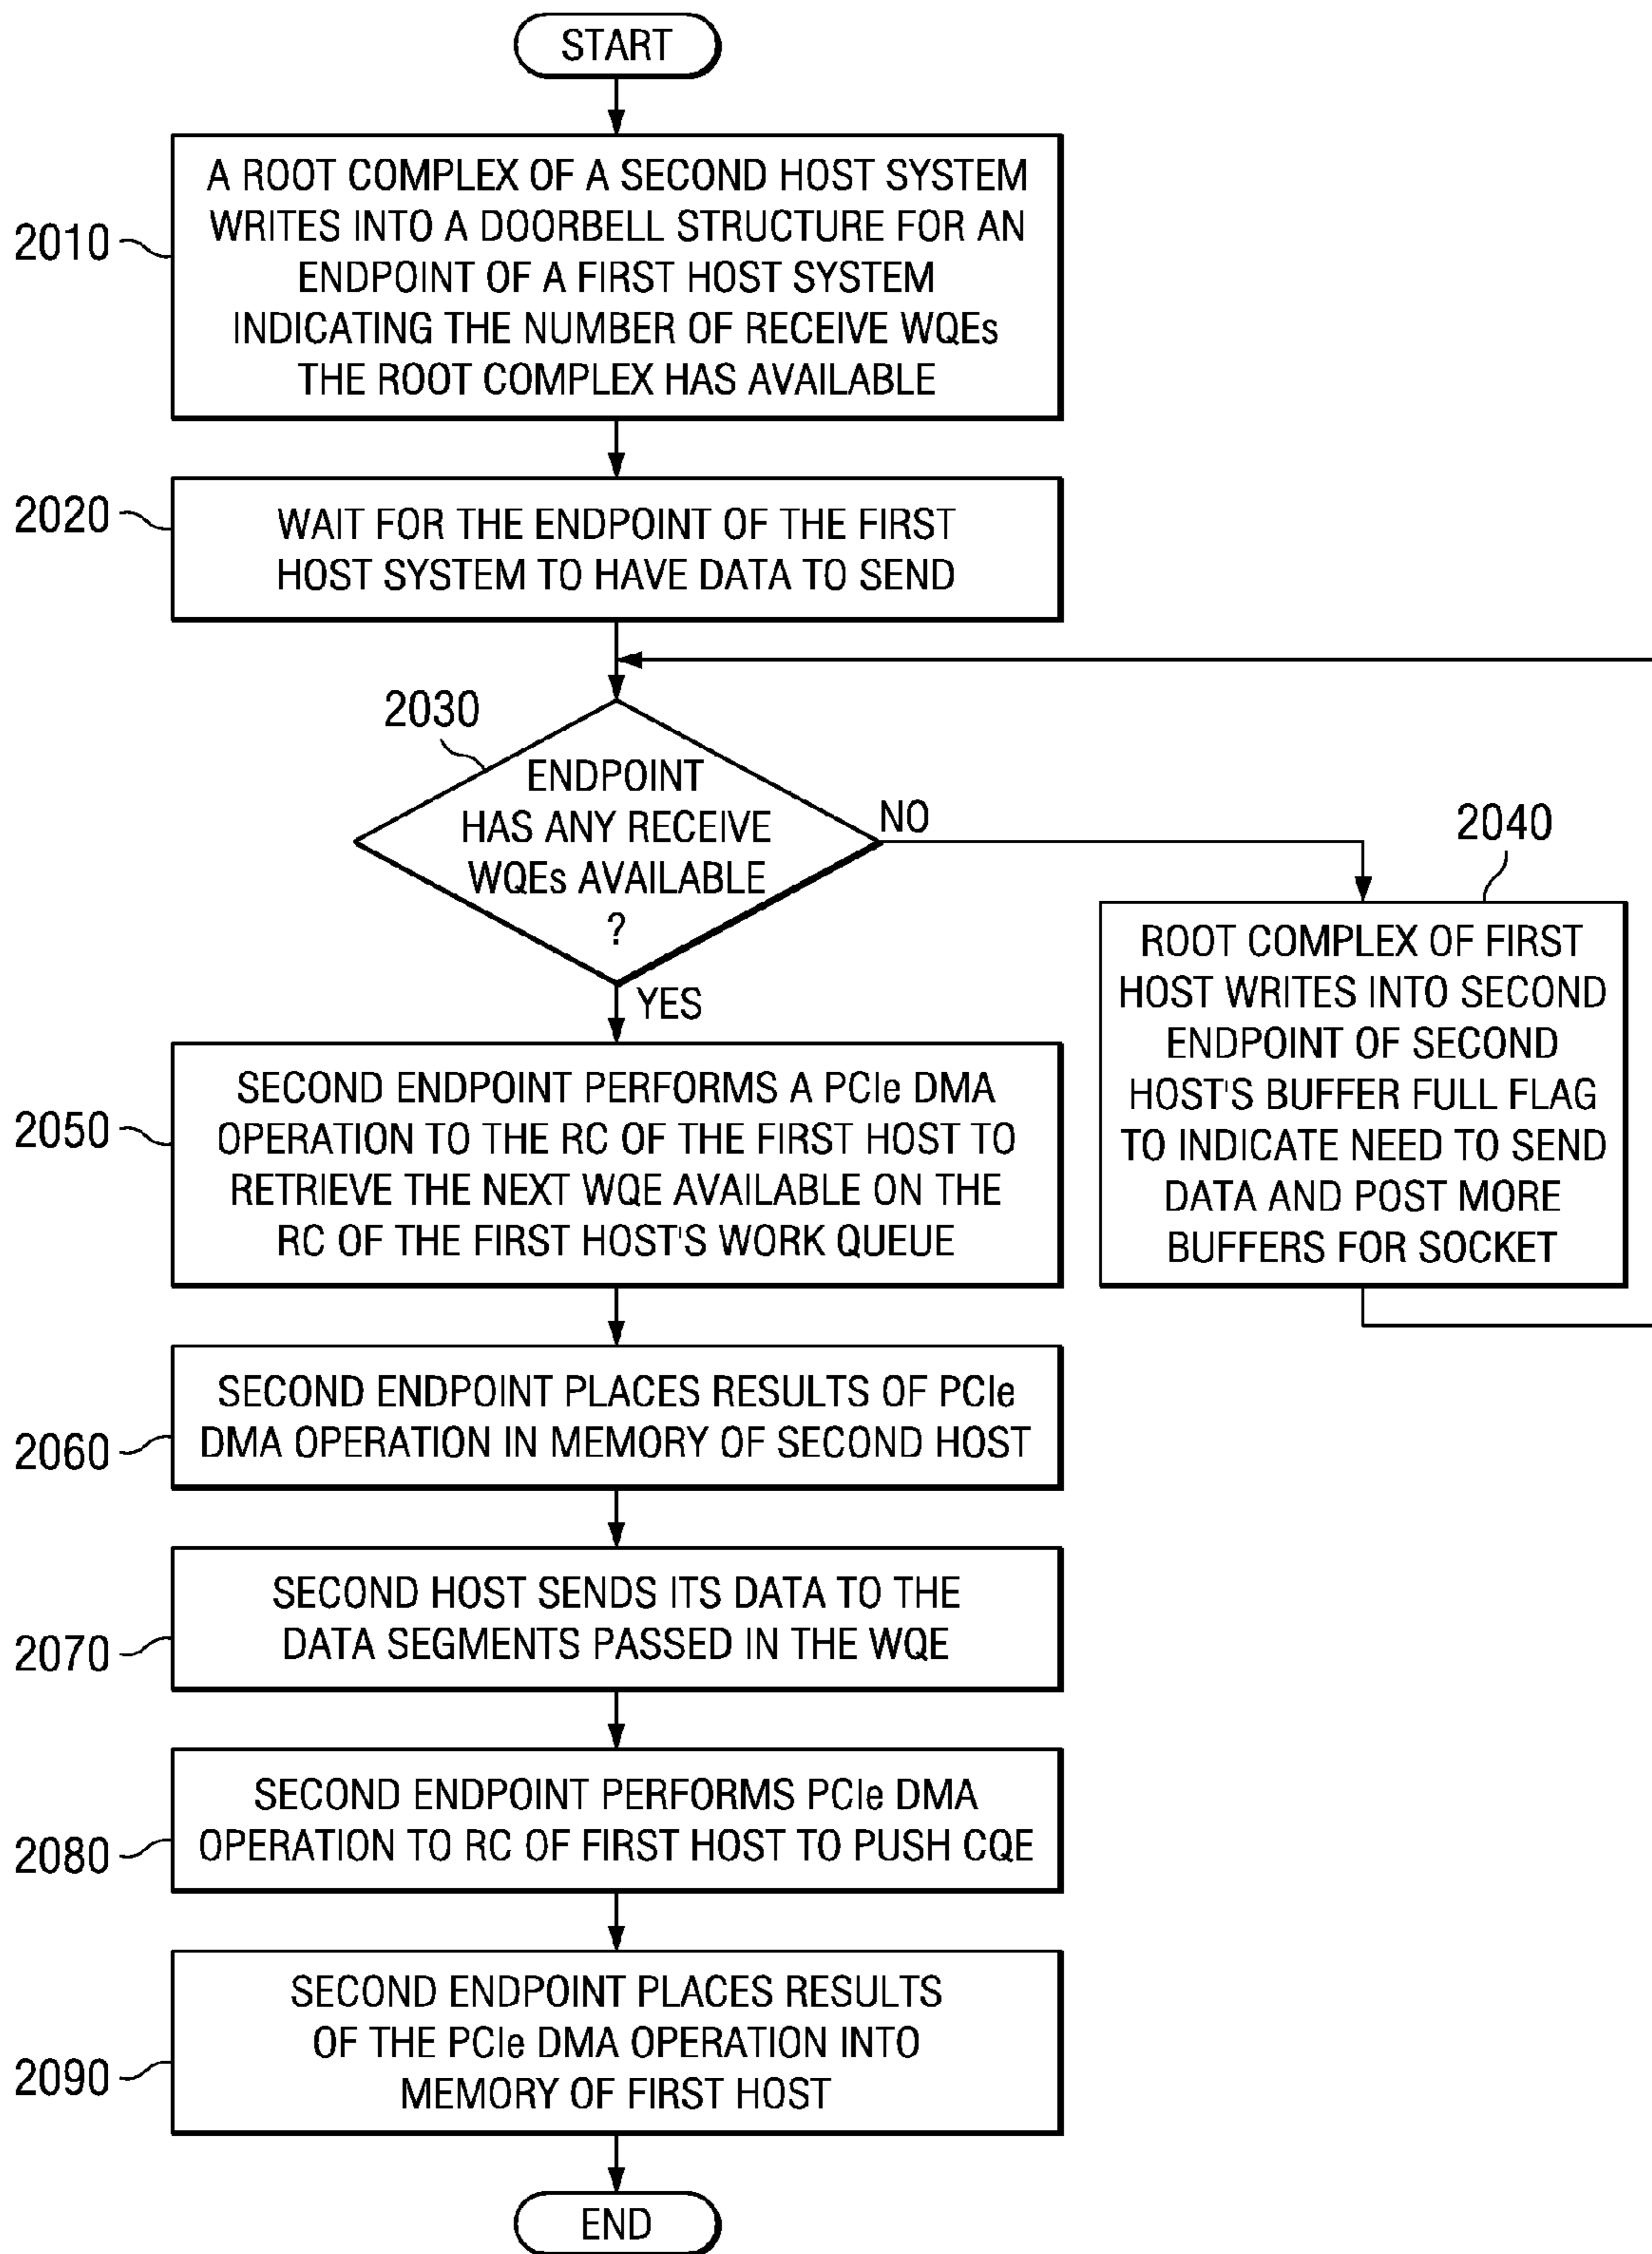 START
2010
A ROOT COMPLEX OF A SECOND HOST SYSTEM
WRITES INTO A DOORBELL STRUCTURE FOR AN
ENDPOINT OF A FIRST HOST SYSTEM
INDICATING THE NUMBER OF RECEIVE WQEs
THE ROOT COMPLEX HAS AVAILABLE
2020
WAIT FOR THE ENDPOINT OF THE FIRST
HOST SYSTEM TO HAVE DATA TO SEND
2030
ENDPOINT
HAS ANY RECEIVE
WQEs AVAILABLE
?
NO
YES
2040
ROOT COMPLEX OF FIRST
HOST WRITES INTO SECOND
ENDPOINT OF SECOND
HOST'S BUFFER FULL FLAG
TO INDICATE NEED TO SEND
DATA AND POST MORE
BUFFERS FOR SOCKET
2050
SECOND ENDPOINT PERFORMS A PCIe DMA
OPERATION TO THE RC OF THE FIRST HOST TO
RETRIEVE THE NEXT WQE AVAILABLE ON THE
RC OF THE FIRST HOST'S WORK QUEUE
2060
SECOND ENDPOINT PLACES RESULTS OF PCIe
DMA OPERATION IN MEMORY OF SECOND HOST
2070
SECOND HOST SENDS ITS DATA TO THE
DATA SEGMENTS PASSED IN THE WQE
2080
SECOND ENDPOINT PERFORMS PCIe DMA
OPERATION TO RC OF FIRST HOST TO PUSH CQE
2090
SECOND ENDPOINT PLACES RESULTS
OF THE PCIe DMA OPERATION INTO
MEMORY OF FIRST HOST
END